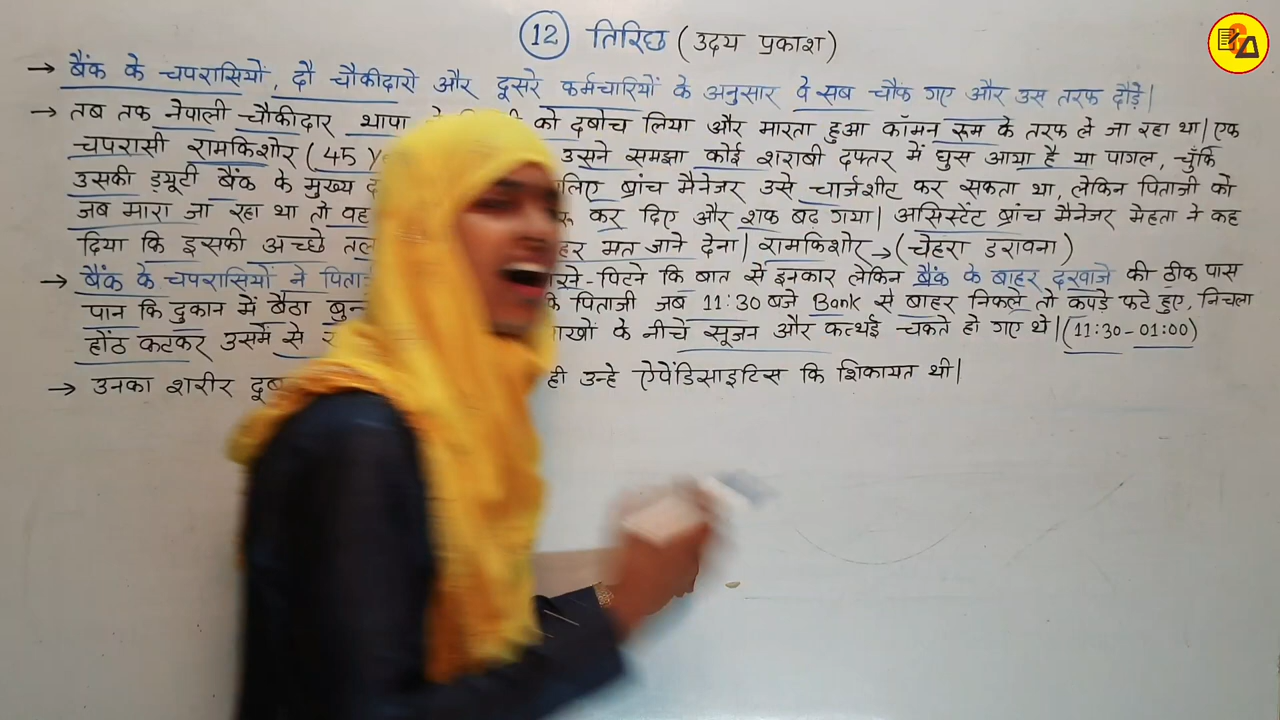 12 तिरिछ (उदय प्रकाश)
→ बैंक के चपरासियों, दो चौकीदारो और दूसरे कर्मचारियों के अनुसार वे सब चौंक गए और उस तरफ दौड़े|
→ तब तक नेपाली चौकीदार थापा को दबोच लिया और मारता हुआ कॉमन रूम के तरफ ले जा रहा था| एक
चपरासी रामकिशोर (45 उसने समझा कोई शराबी दफ्तर में घुस आया है या पागल, चुँकि
उसकी ड्यूटी बैंक के मुख्य ब्रांच मैनेजर उसे चार्जशीट कर सकता था, लेकिन पिताजी को
जब मारा जा रहा था तो वह कर दिए और शक बढ गया| असिस्टेंट ब्रांच मैनेजर मेहता ने कह
दिया कि इसकी अच्छे मत जाने देना| रामकिशोर→(चेहरा डरावना)
→ बैंक के चपरासियों ने पिटने कि बात से इनकार लेकिन बैंक के बाहर दरवाजे की ठीक पास
पान कि दुकान में बैठा पिताजी जब 11:30 बजे Bank से बाहर निकले तो कपड़े फटे हुए, निचला
होंठ कटकर उसमें से के नीचे सूजन और कत्थई चकते हो गए थे|(11:30-01:00)
→ उनका शरीर ही उन्हे ऐपेंडिसाइटिस कि शिकायत थी|